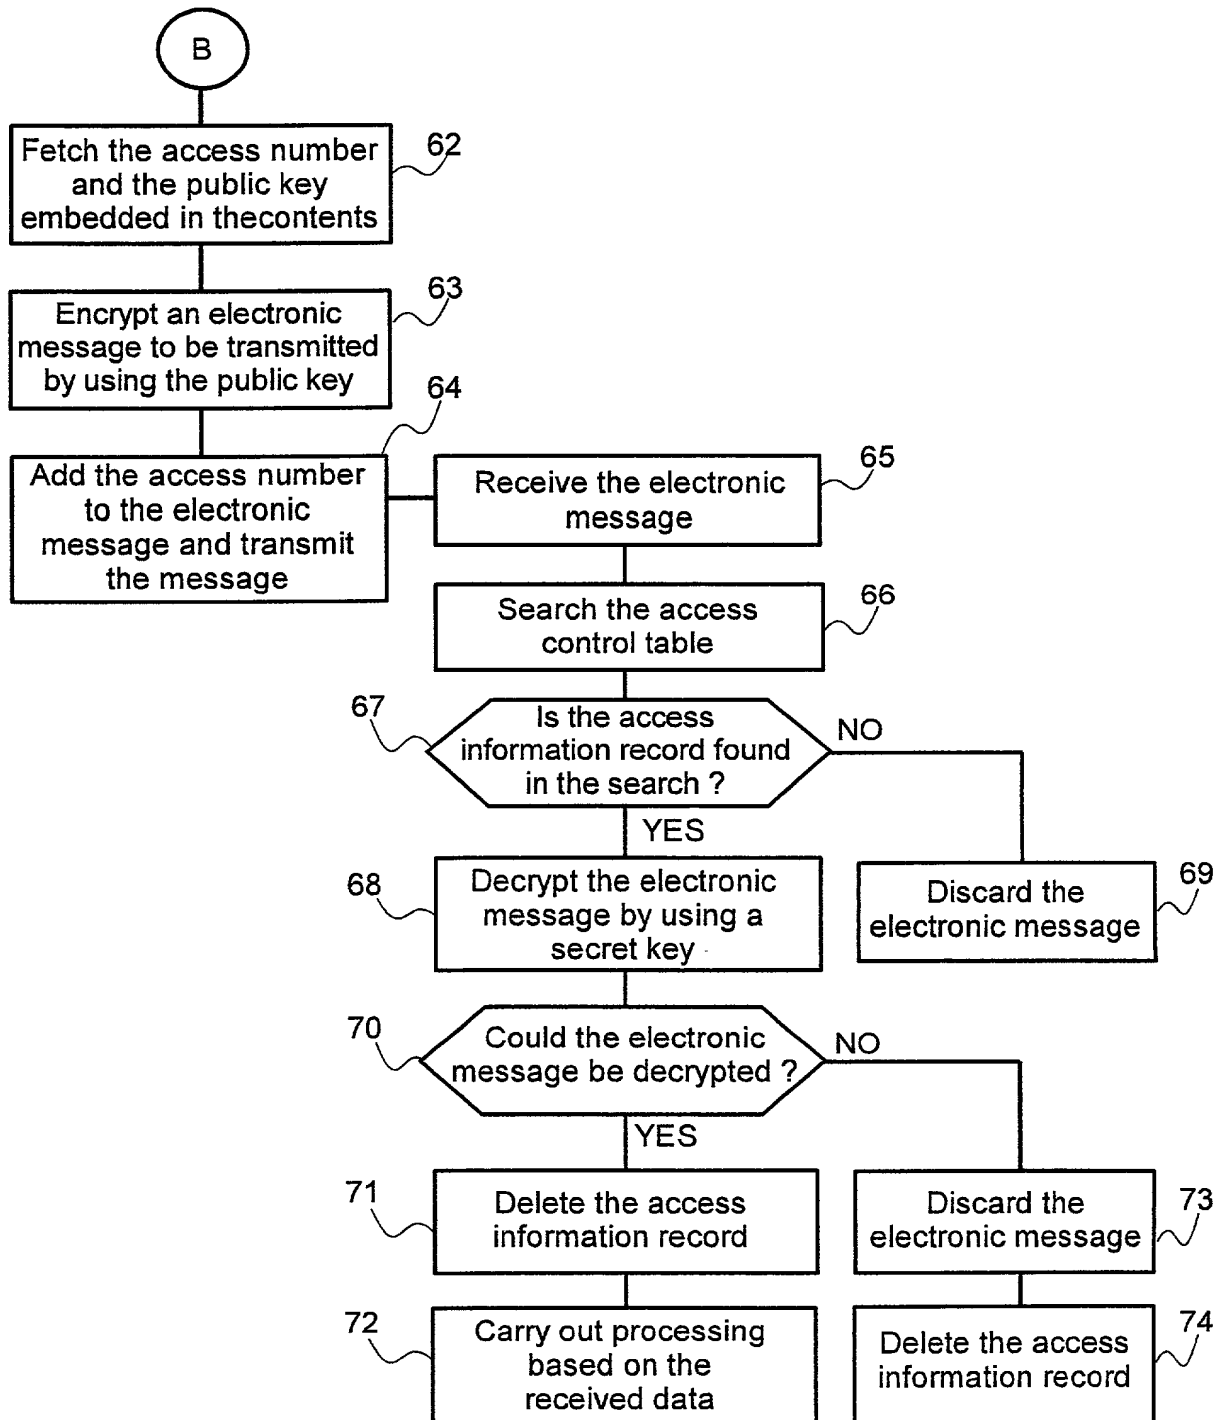 B
Fetch the access number
and the public key
embedded in thecontents
62
Encrypt an electronic
message to be transmitted
by using the public key
63
Add the access number
to the electronic
message and transmit
the message
64
Receive the electronic
message
65
Search the access
control table
66
67
Is the access
information record found
in the search ?
NO
YES
68
Decrypt the electronic
message by using a
secret key
Discard the
electronic message
69
70
Could the electronic
message be decrypted ?
NO
YES
71
Delete the access
information record
Discard the
electronic message
73
72
Carry out processing
based on the
received data
Delete the access
information record
74